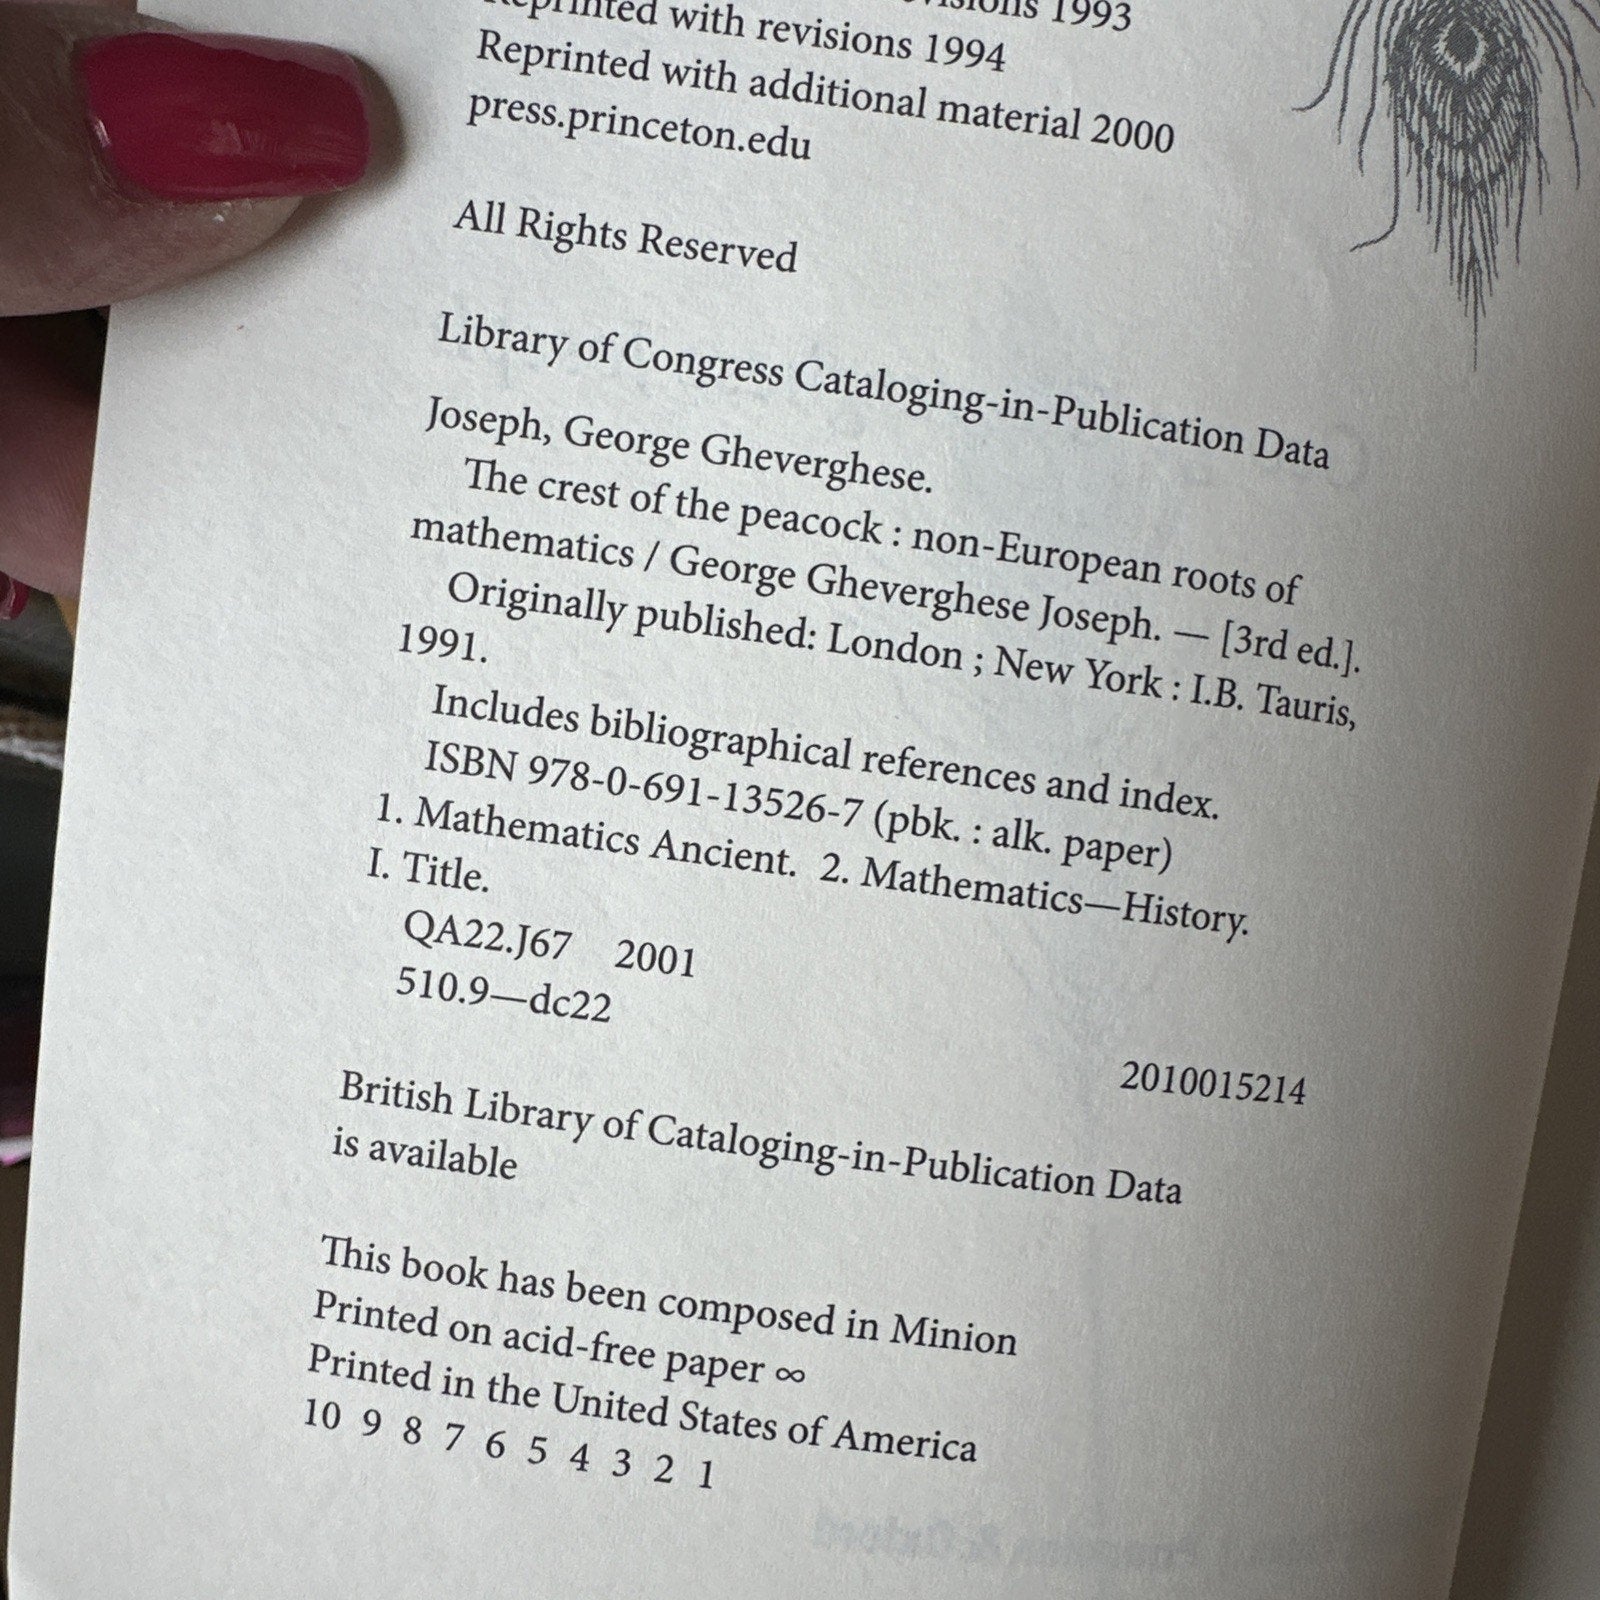 visions 1993
Reprinted with revisions 1994
Reprinted with additional material 2000
press.princeton.edu
All Rights Reserved
Library of Congress Cataloging-in-Publication Data
Joseph, George Gheverghese.
The crest of the peacock : non-European roots of
mathematics / George Gheverghese Joseph. — [3rd ed.].
Originally published: London ; New York : I.B. Tauris,
1991.
Includes bibliographical references and index.
ISBN 978-0-691-13526-7 (pbk. : alk. paper)
1. Mathematics Ancient. 2. Mathematics—History.
I. Title.
QA22.J67 2001
510.9—dc22
2010015214
British Library of Cataloging-in-Publication Data
is available
This book has been composed in Minion
Printed on acid-free paper ∞
Printed in the United States of America
10 9 8 7 6 5 4 3 2 1